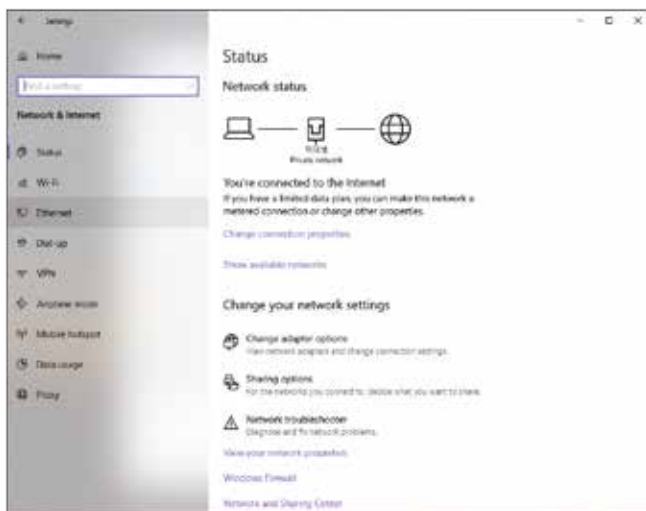 Settings
Home
Find a setting
Network & Internet
Status
Wi-Fi
Ethernet
Dial-up
VPN
Airplane mode
Mobile hotspot
Data usage
Proxy
Status
Network status
Private network
You're connected to the Internet
If you have a limited data plan, you can make this network a
metered connection or change other properties.
Change connection properties
Show available networks
Change your network settings
Change adapter options
View network adapters and change connection settings.
Sharing options
For the networks you connect to, decide what you want to share.
Network troubleshooter
Diagnose and fix network problems.
View your network properties
Windows Firewall
Network and Sharing Center